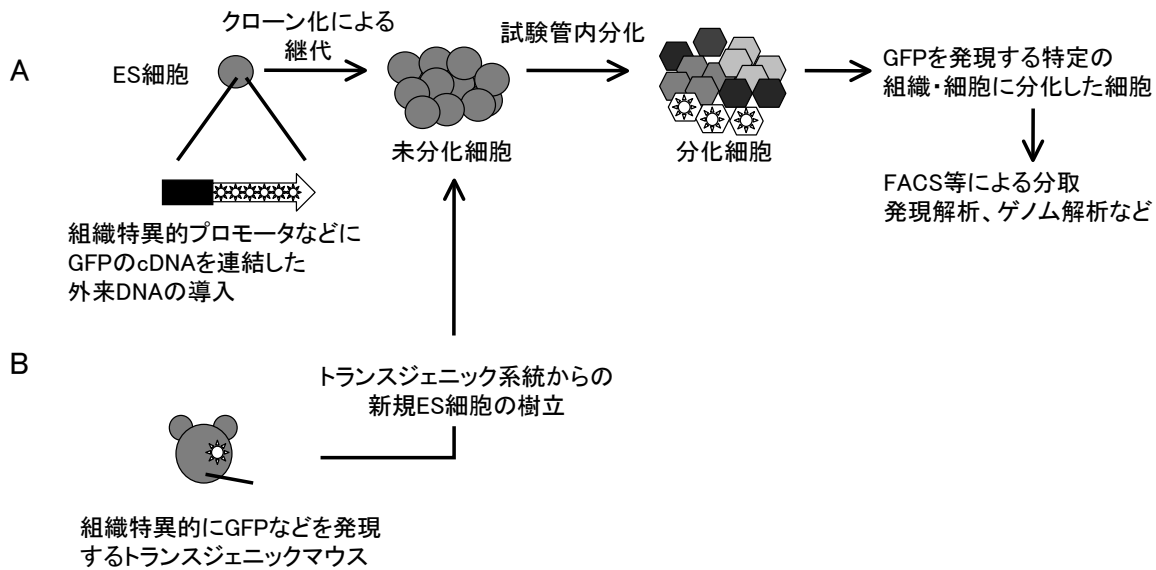 A
ES細胞
クローン化による
継代
未分化細胞
試験管内分化
分化細胞
GFPを発現する特定の
組織・細胞に分化した細胞
FACS等による分取
発現解析、ゲノム解析など
組織特異的プロモータなどに
GFPのcDNAを連結した
外来DNAの導入
B
トランスジェニック系統からの
新規ES細胞の樹立
組織特異的にGFPなどを発現
するトランスジェニックマウス